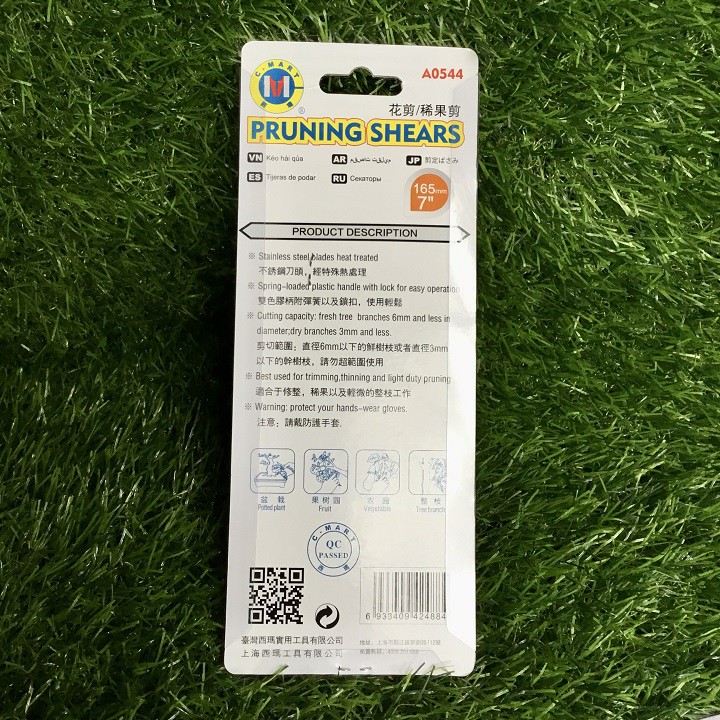 C-MART
A0544
®
花剪/稀果剪
PRUNING SHEARS
VN Kéo hái qủa
AR
JP 剪定ばさみ
ES Tijeras de podar
RU Секаторы
165mm
7"
PRODUCT DESCRIPTION
※ Stainless steel blades heat treated
不銹鋼刀頭，經特殊熱處理
※ Spring-loaded plastic handle with lock for easy operation
雙色膠柄附彈簧以及鎖扣，使用輕鬆
※ Cutting capacity: fresh tree branches 6mm and less in
diameter;dry branches 3mm and less.
剪切範圍：直徑6mm以下的鮮樹枝或者直徑3mm
以下的幹樹枝，請勿超範圍使用
※ Best used for trimming,thinning and light duty pruning
適合于修整，稀果以及輕微的整枝工作
※ Warning: protect your hands-wear gloves.
注意：請戴防護手套.
盆栽
Potted plant
果树園
Fruit
Vegetable
整枝
Tree branch
C-MART
QC
PASSED
6 933409 424884
臺灣西瑪實用工具有限公司
上海西瑪工具有限公司